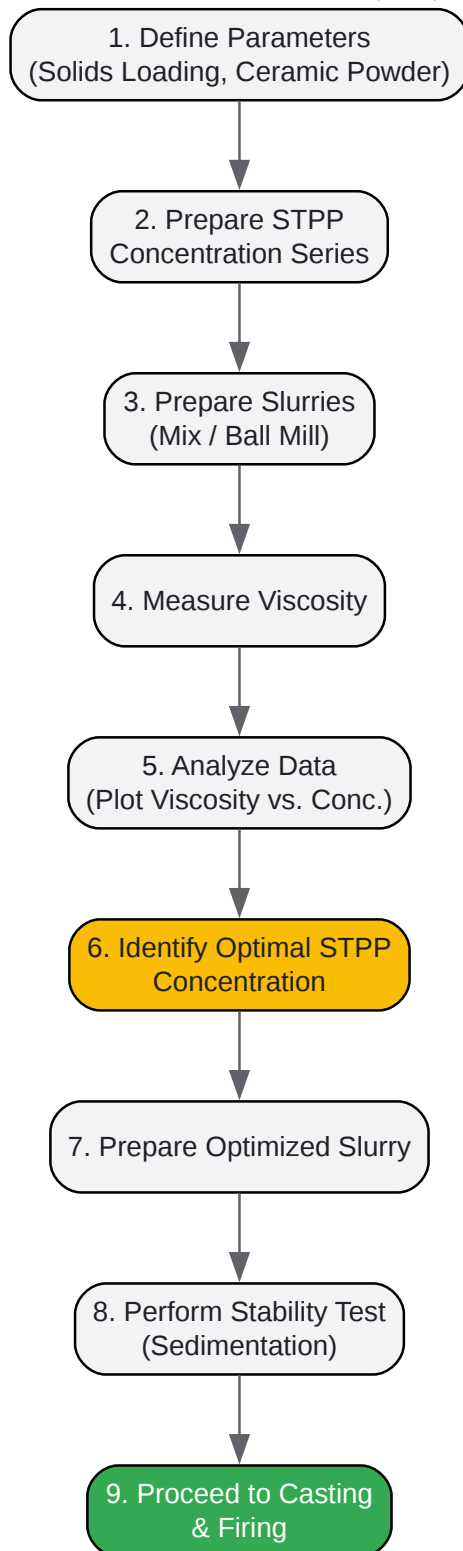 1. Define Parameters
(Solids Loading, Ceramic Powder)
2. Prepare STPP
Concentration Series
3. Prepare Slurries
(Mix / Ball Mill)
4. Measure Viscosity
5. Analyze Data
(Plot Viscosity vs. Conc.)
6. Identify Optimal STPP
Concentration
7. Prepare Optimized Slurry
8. Perform Stability Test
(Sedimentation)
9. Proceed to Casting
& Firing